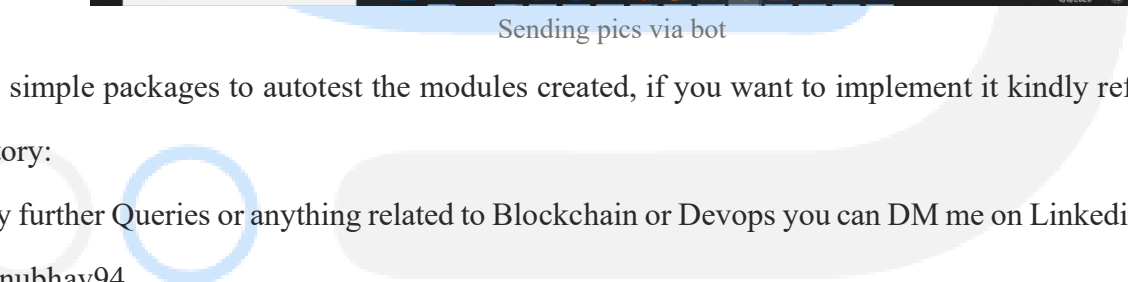 Sending pics via bot
simple packages to autotest the modules created, if you want to implement it kindly ref
tory:
y further Queries or anything related to Blockchain or Devops you can DM me on Linkedi
nubhav94